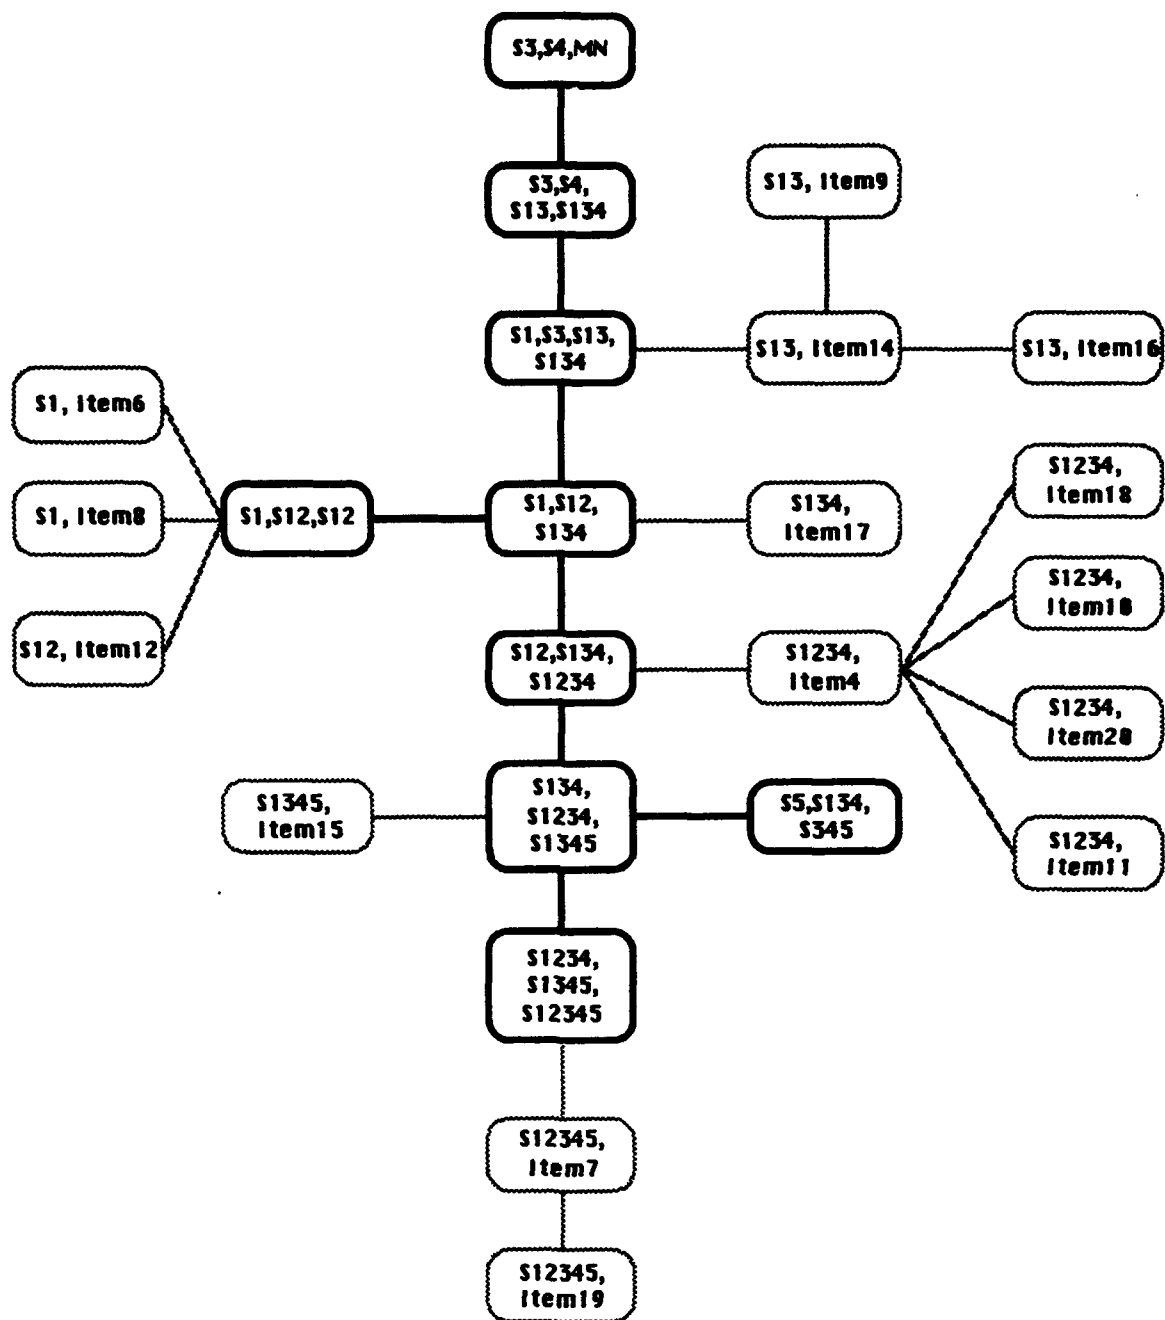 S3,S4,MN
S3,S4,
S13,S134
S13, Item9
S1,S3,S13,
S134
S13, Item14
S13, Item16
S1, Item6
S1, Item8
S12, Item12
S1,S12,S12
S1,S12,
S134
S134,
Item17
S1234,
Item18
S1234,
Item18
S1234,
Item20
S1234,
Item11
S12,S134,
S1234
S1234,
Item4
S1345,
Item15
S134,
S1234,
S1345
S5,S134,
S345
S1234,
S1345,
S12345
S12345,
Item7
S12345,
Item19